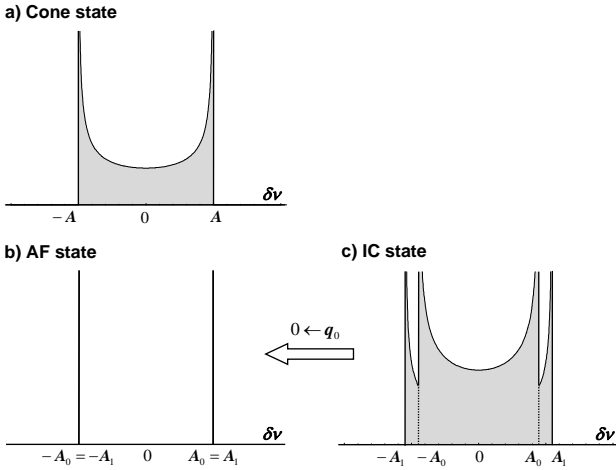 a) Cone state
δν
−A 0 A
b) AF state
c) IC state
0 ← q₀
δν
−A₀ = −A₁ 0 A₀ = A₁
δν
−A₁ −A₀ 0 A₀ A₁